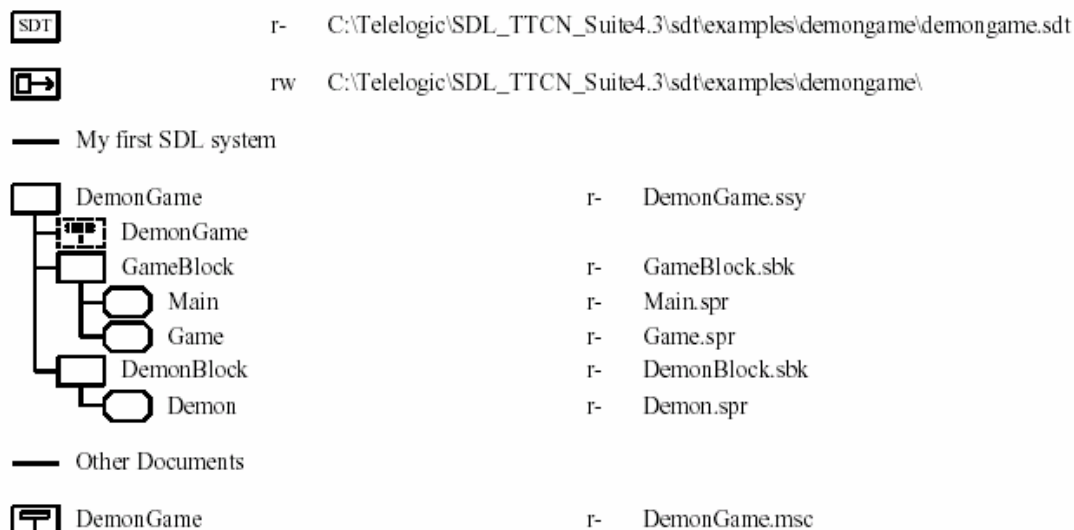 SDT r- C:\Telelogic\SDL_TTCN_Suite4.3\sdt\examples\demongame\demongame.sdt
rw C:\Telelogic\SDL_TTCN_Suite4.3\sdt\examples\demongame\
My first SDL system
DemonGame r- DemonGame.ssy
DemonGame
GameBlock r- GameBlock.sbk
Main r- Main.spr
Game r- Game.spr
DemonBlock r- DemonBlock.sbk
Demon r- Demon.spr
Other Documents
DemonGame r- DemonGame.msc